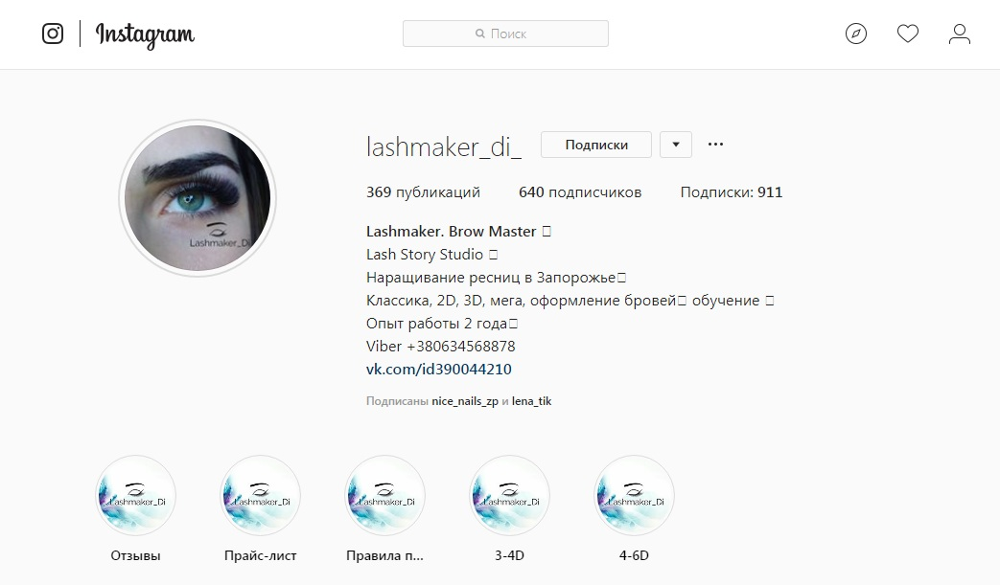 Instagram
Поиск
lashmaker_di_ Подписки
369 публикаций 640 подписчиков Подписки: 911
Lashmaker. Brow Master
Lash Story Studio
Наращивание ресниц в Запорожье
Классика, 2D, 3D, мега, оформление бровей обучение
Опыт работы 2 года
Viber +380634568878
vk.com/id390044210
Подписаны nice_nails_zp и lena_tik
Lashmaker_Di
Lashmaker_Di Lashmaker_Di Lashmaker_Di Lashmaker_Di Lashmaker_Di
Отзывы Прайс-лист Правила п... 3-4D 4-6D